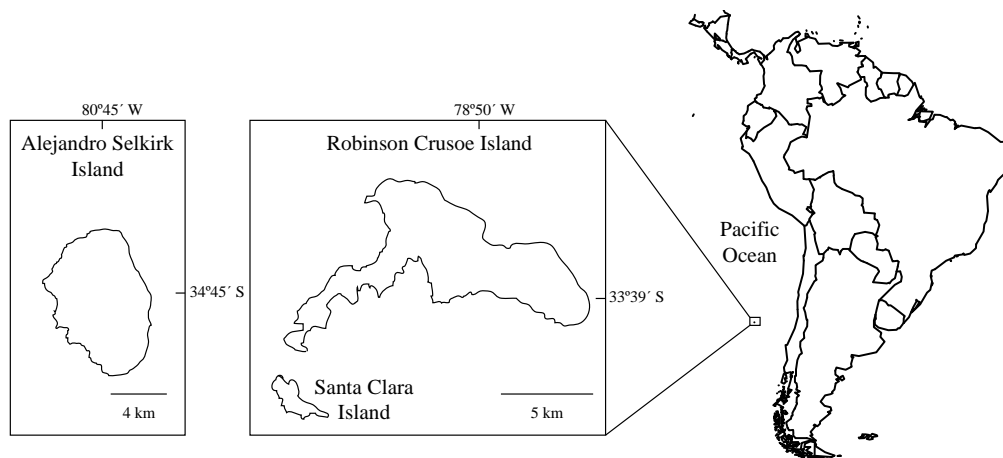 80º45´ W
Alejandro Selkirk
Island
34º45´ S
4 km
78º50´ W
Robinson Crusoe Island
33º39´ S
Santa Clara
Island
5 km
Pacific
Ocean